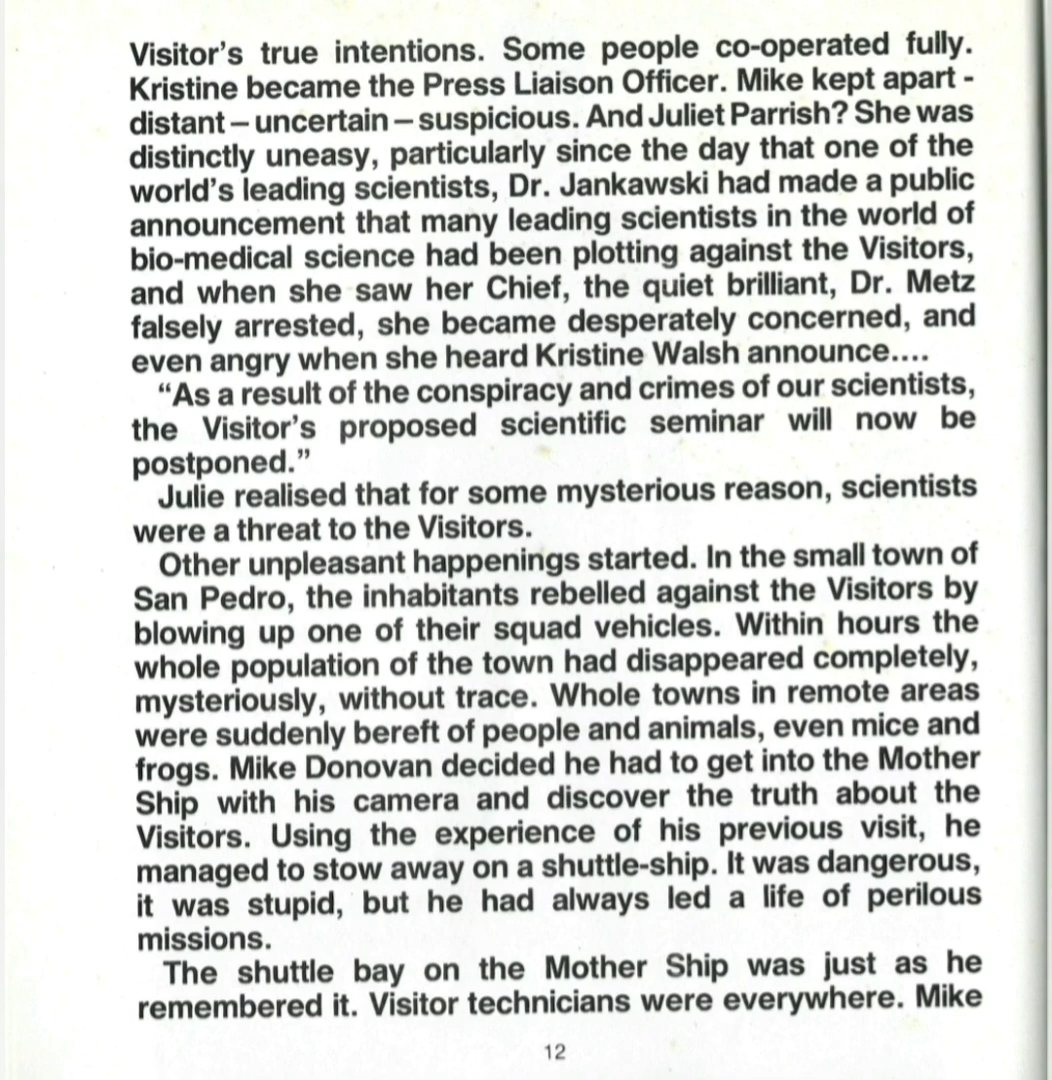 Visitor's true intentions. Some people co-operated fully.
Kristine became the Press Liaison Officer. Mike kept apart -
distant – uncertain – suspicious. And Juliet Parrish? She was
distinctly uneasy, particularly since the day that one of the
world's leading scientists, Dr. Jankawski had made a public
announcement that many leading scientists in the world of
bio-medical science had been plotting against the Visitors,
and when she saw her Chief, the quiet brilliant, Dr. Metz
falsely arrested, she became desperately concerned, and
even angry when she heard Kristine Walsh announce....
“As a result of the conspiracy and crimes of our scientists,
the Visitor's proposed scientific seminar will now be
postponed.”
Julie realised that for some mysterious reason, scientists
were a threat to the Visitors.
Other unpleasant happenings started. In the small town of
San Pedro, the inhabitants rebelled against the Visitors by
blowing up one of their squad vehicles. Within hours the
whole population of the town had disappeared completely,
mysteriously, without trace. Whole towns in remote areas
were suddenly bereft of people and animals, even mice and
frogs. Mike Donovan decided he had to get into the Mother
Ship with his camera and discover the truth about the
Visitors. Using the experience of his previous visit, he
managed to stow away on a shuttle-ship. It was dangerous,
it was stupid, but he had always led a life of perilous
missions.
The shuttle bay on the Mother Ship was just as he
remembered it. Visitor technicians were everywhere. Mike
12